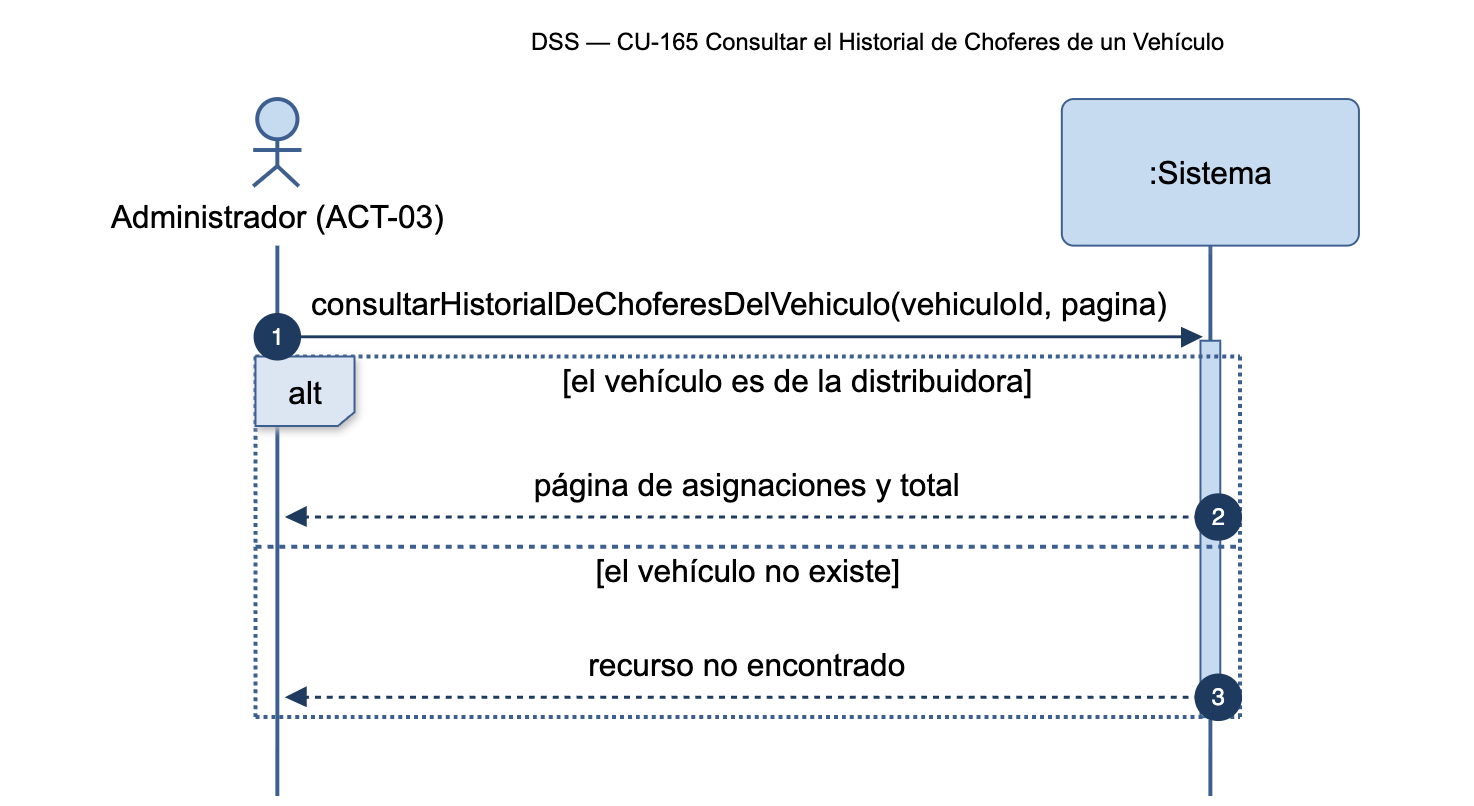 DSS — CU-165 Consultar el Historial de Choferes de un Vehículo
:Sistema
Administrador (ACT-03)
consultarHistorialDeChoferesDelVehiculo(vehiculoId, pagina)
1
alt
[el vehículo es de la distribuidora]
página de asignaciones y total
2
[el vehículo no existe]
recurso no encontrado
3